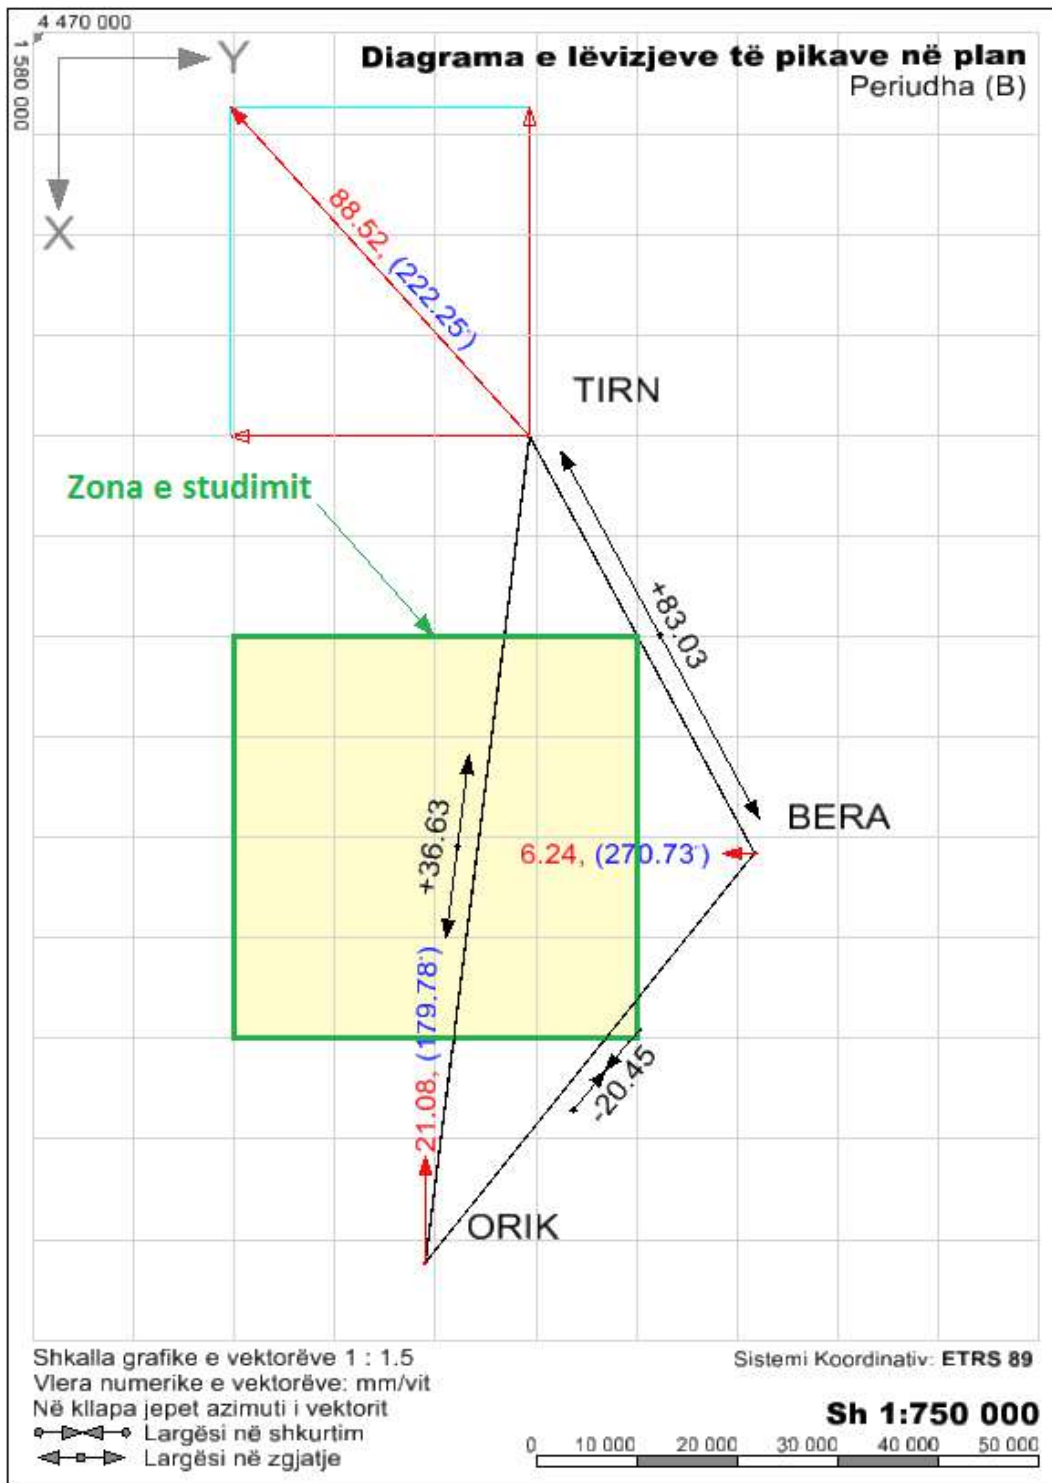 4 470 000
1 580 000
Y
X
Diagrama e lëvizjeve të pikave në plan
Periudha (B)
88.52, (222.25°)
TIRN
Zona e studimit
+83.03
BERA
6.24, (270.73°)
+36.63
21.08, (179.78°)
-20.45
ORIK
Shkalla grafike e vektorëve 1 : 1.5
Vlera numerike e vektorëve: mm/vit
Në kllapa jepet azimuti i vektorit
Largësi në shkurtim
Largësi në zgjatje
Sistemi Koordinativ: ETRS 89
Sh 1:750 000
0 10 000 20 000 30 000 40 000 50 000